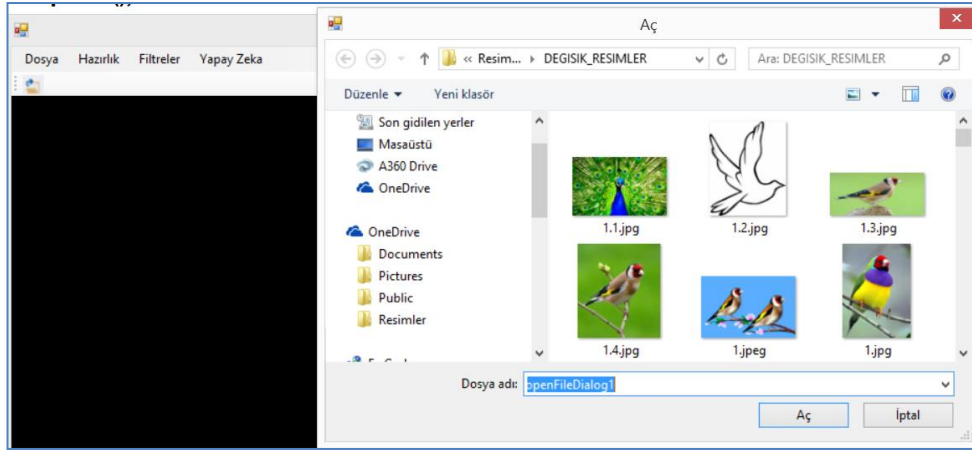 Aç
Dosya Hazırlık Filtreler Yapay Zeka
« Resim... DEGISIK_RESIMLER
Ara: DEGISIK_RESIMLER
Düzenle Yeni klasör
Son gidilen yerler
Masaüstü
A360 Drive
OneDrive
OneDrive
Documents
Pictures
Public
Resimler
1.1.jpg 1.2.jpg 1.3.jpg
1.4.jpg 1.jpeg 1.jpg
Dosya adı: openFileDialog1
Aç İptal